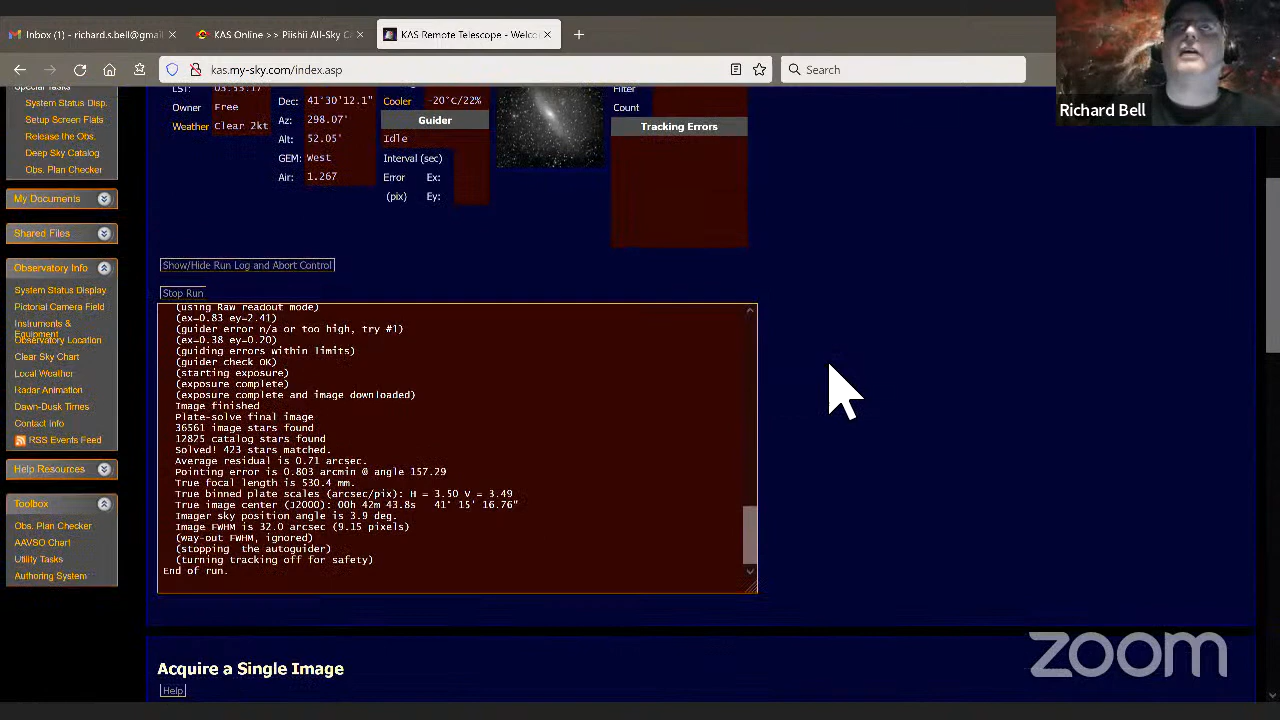 Inbox (1) - richard.s.bell@gmail
KAS Online >> Piishii All-Sky C
KAS Remote Telescope - Welco
kas.my-sky.com/index.asp
Search
Richard Bell
System Status Disp.
Setup Screen Flats
Release the Obs.
Deep Sky Catalog
Obs. Plan Checker
My Documents
Shared Files
Observatory Info
System Status Display
Pictorial Camera Field
Instruments &
Equipment
Observatory Location
Clear Sky Chart
Local Weather
Radar Animation
Dawn-Dusk Times
Contact Info
RSS Events Feed
Help Resources
Toolbox
Obs. Plan Checker
AAVSO Chart
Utility Tasks
Authoring System
Owner Free
Weather Clear 2kt
Dec: 41°30'12.1"
Az: 298.07°
Alt: 52.05°
GEM: West
Air: 1.267
Cooler -20°C/22%
Guider
Idle
Interval (sec)
Error Ex:
(pix) Ey:
Filter
Count
Tracking Errors
Show/Hide Run Log and Abort Control
Stop Run
(using Raw readout mode)
(ex=0.83 ey=2.41)
(guider error n/a or too high, try #1)
(ex=0.38 ey=0.20)
(guiding errors within limits)
(guider check OK)
(starting exposure)
(exposure complete)
(exposure complete and image downloaded)
Image finished
Plate-solve final image
36561 image stars found
12825 catalog stars found
Solved! 423 stars matched.
Average residual is 0.71 arcsec.
Pointing error is 0.803 arcmin @ angle 157.29
True focal length is 530.4 mm.
True binned plate scales (arcsec/pix): H = 3.50 V = 3.49
True image center (J2000): 00h 42m 43.8s 41° 15' 16.76"
Imager sky position angle is 3.9 deg.
Image FWHM is 32.0 arcsec (9.15 pixels)
(way-out FWHM, ignored)
(stopping the autoguider)
(turning tracking off for safety)
End of run.
Acquire a Single Image
Help
zoom